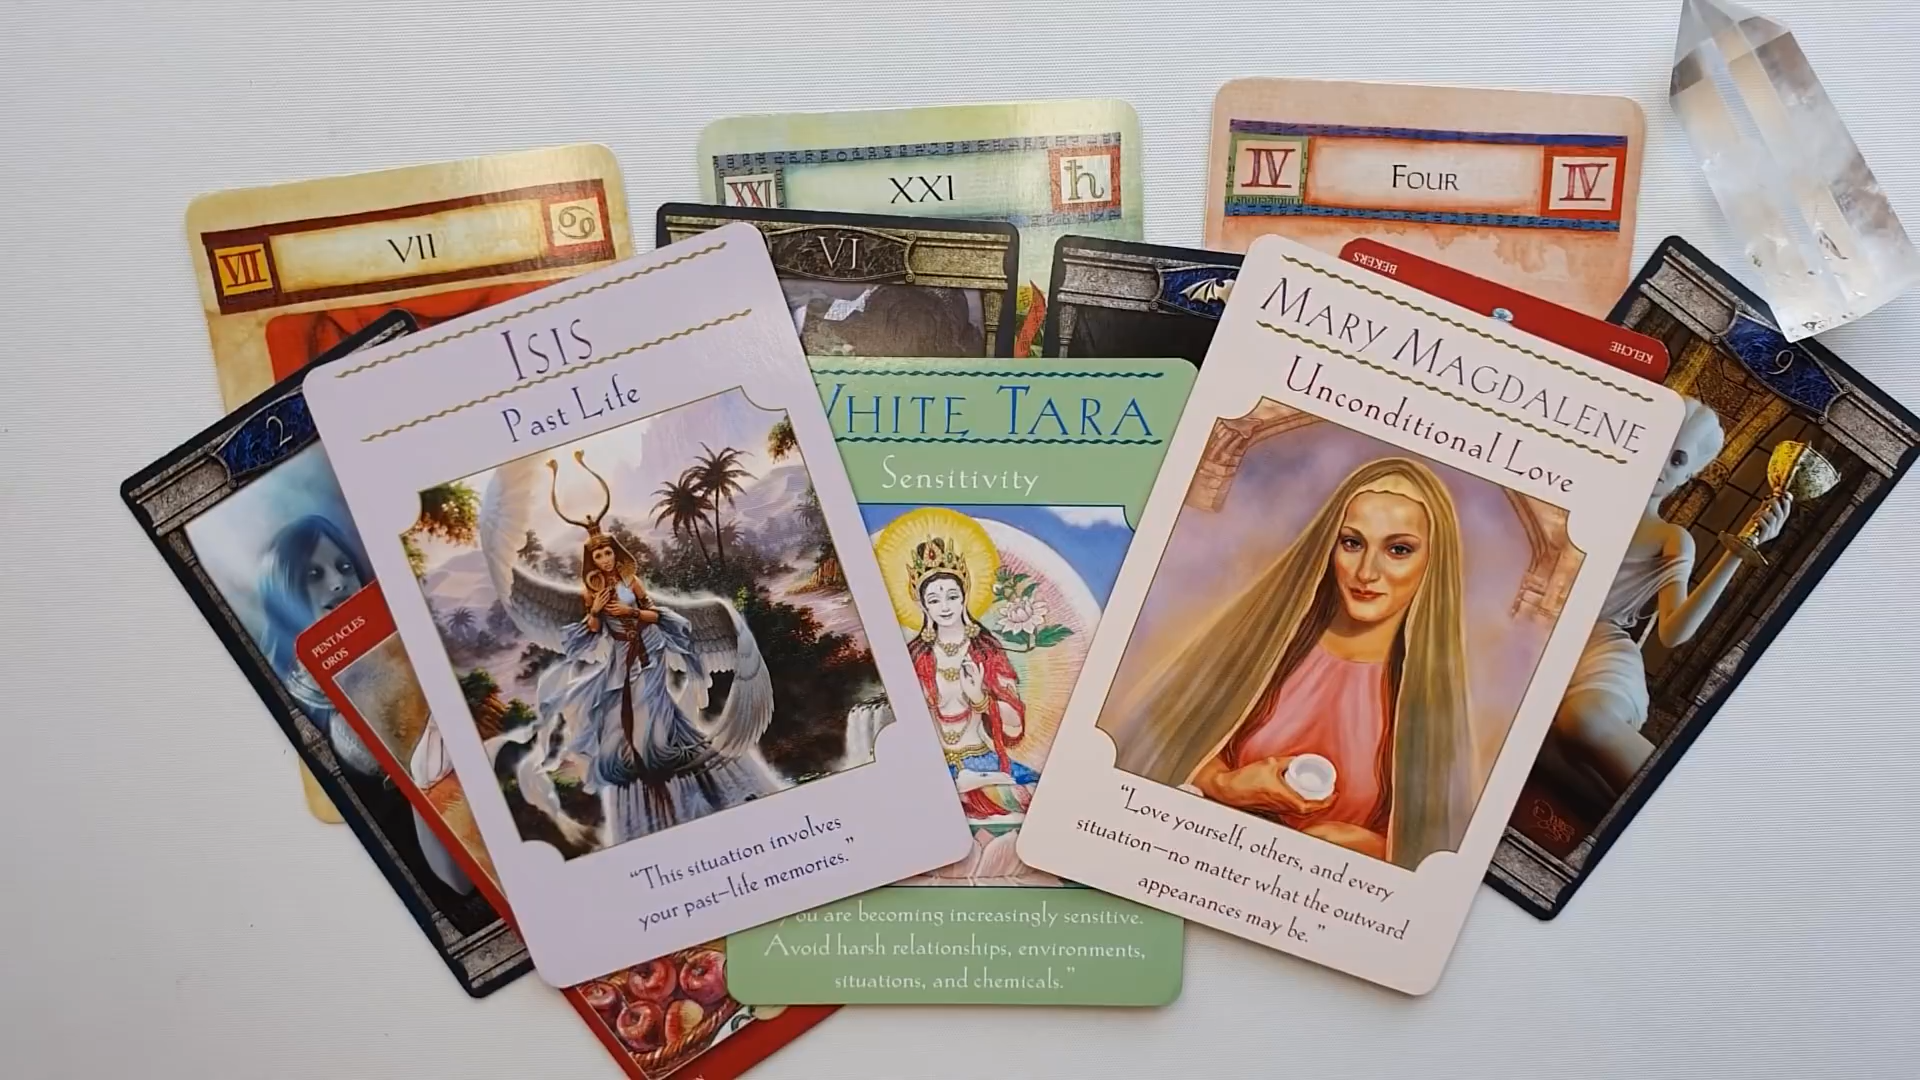 VII
VII
XXI
XXI
Four
IV
IV
VI
2
9
BEKERS
KELCHE
PENTACLES
OROS
Isis
Past Life
"This situation involves
your past-life memories."
White Tara
Sensitivity
you are becoming increasingly sensitive.
Avoid harsh relationships, environments,
situations, and chemicals."
Mary Magdalene
Unconditional Love
"Love yourself, others, and every
situation—no matter what the outward
appearances may be."